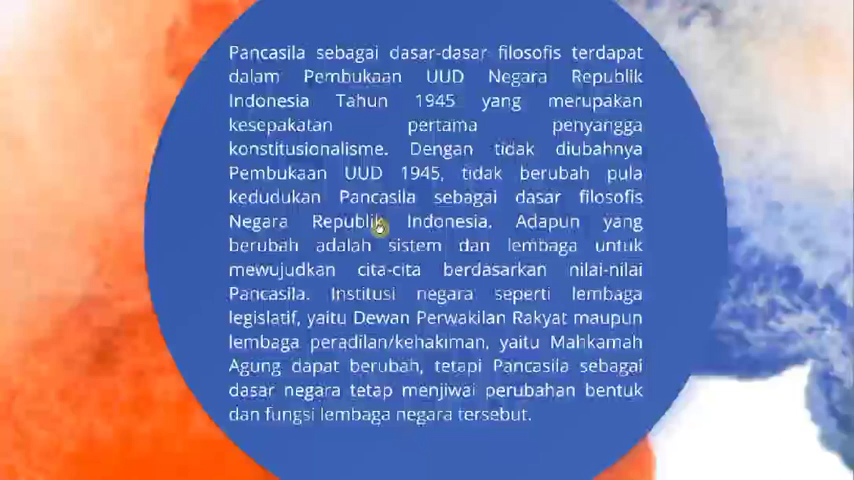 Pancasila sebagai dasar-dasar filosofis terdapat
dalam Pembukaan UUD Negara Republik
Indonesia Tahun 1945 yang merupakan
kesepakatan pertama penyangga
konstitusionalisme. Dengan tidak diubahnya
Pembukaan UUD 1945, tidak berubah pula
kedudukan Pancasila sebagai dasar filosofis
Negara Republik Indonesia. Adapun yang
berubah adalah sistem dan lembaga untuk
mewujudkan cita-cita berdasarkan nilai-nilai
Pancasila. Institusi negara seperti lembaga
legislatif, yaitu Dewan Perwakilan Rakyat maupun
lembaga peradilan/kehakiman, yaitu Mahkamah
Agung dapat berubah, tetapi Pancasila sebagai
dasar negara tetap menjiwai perubahan bentuk
dan fungsi lembaga negara tersebut.